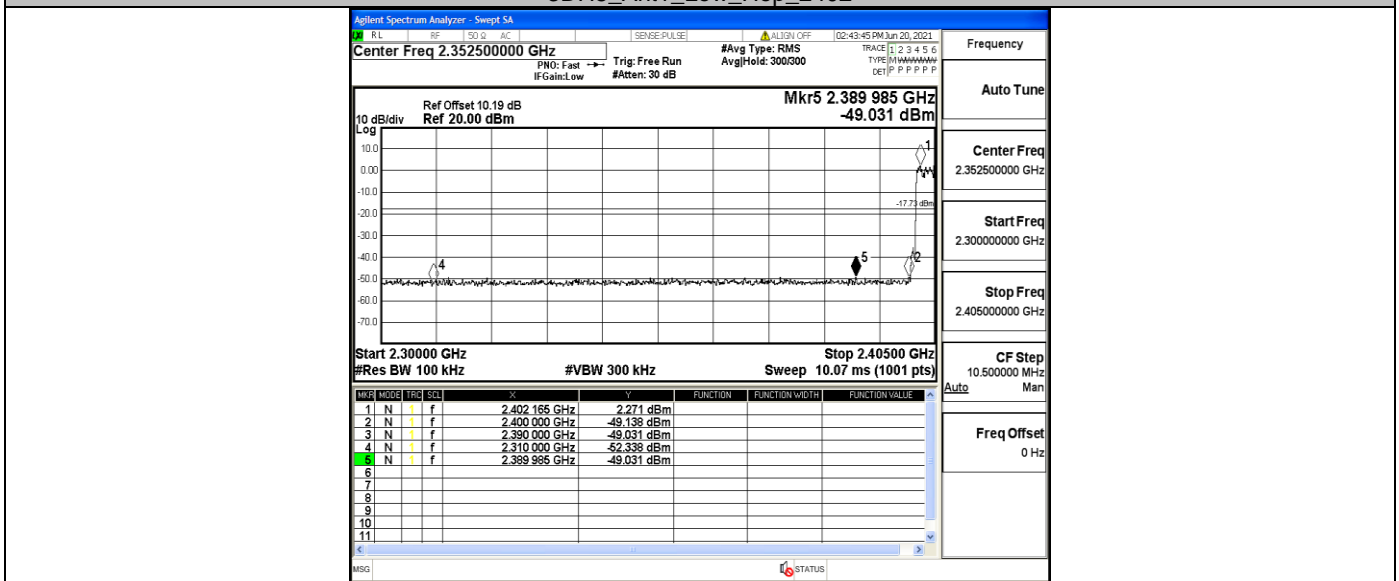 Agilent Spectrum Analyzer - Swept SA
RL RF 50 Ω AC SENSE:PULSE ALIGN OFF 02:43:45 PM Jun 20, 2021
Center Freq 2.352500000 GHz
PNO: Fast
IFGain:Low
Trig: Free Run
#Atten: 30 dB
#Avg Type: RMS
Avg|Hold: 300/300
TRACE 1 2 3 4 5 6
TYPE M
DET P P P P P P
Frequency
Auto Tune
Center Freq
2.352500000 GHz
Start Freq
2.300000000 GHz
Stop Freq
2.405000000 GHz
CF Step
10.500000 MHz
Auto Man
Freq Offset
0 Hz
Mkr5 2.389 985 GHz
-49.031 dBm
Ref Offset 10.19 dB
10 dB/div Ref 20.00 dBm
Log
10.0
0.00
-10.0
-20.0
-30.0
-40.0
-50.0
-60.0
-70.0
1
-17.73 dBm
4
5
2
Start 2.30000 GHz Stop 2.40500 GHz
#Res BW 100 kHz #VBW 300 kHz Sweep 10.07 ms (1001 pts)
MKR MODE TRC SCL X Y FUNCTION FUNCTION WIDTH FUNCTION VALUE
1 N 1 f 2.402 165 GHz 2.271 dBm
2 N 1 f 2.400 000 GHz -49.138 dBm
3 N 1 f 2.390 000 GHz -49.031 dBm
4 N 1 f 2.310 000 GHz -52.338 dBm
5 N 1 f 2.389 985 GHz -49.031 dBm
6
7
8
9
10
11
MSG STATUS